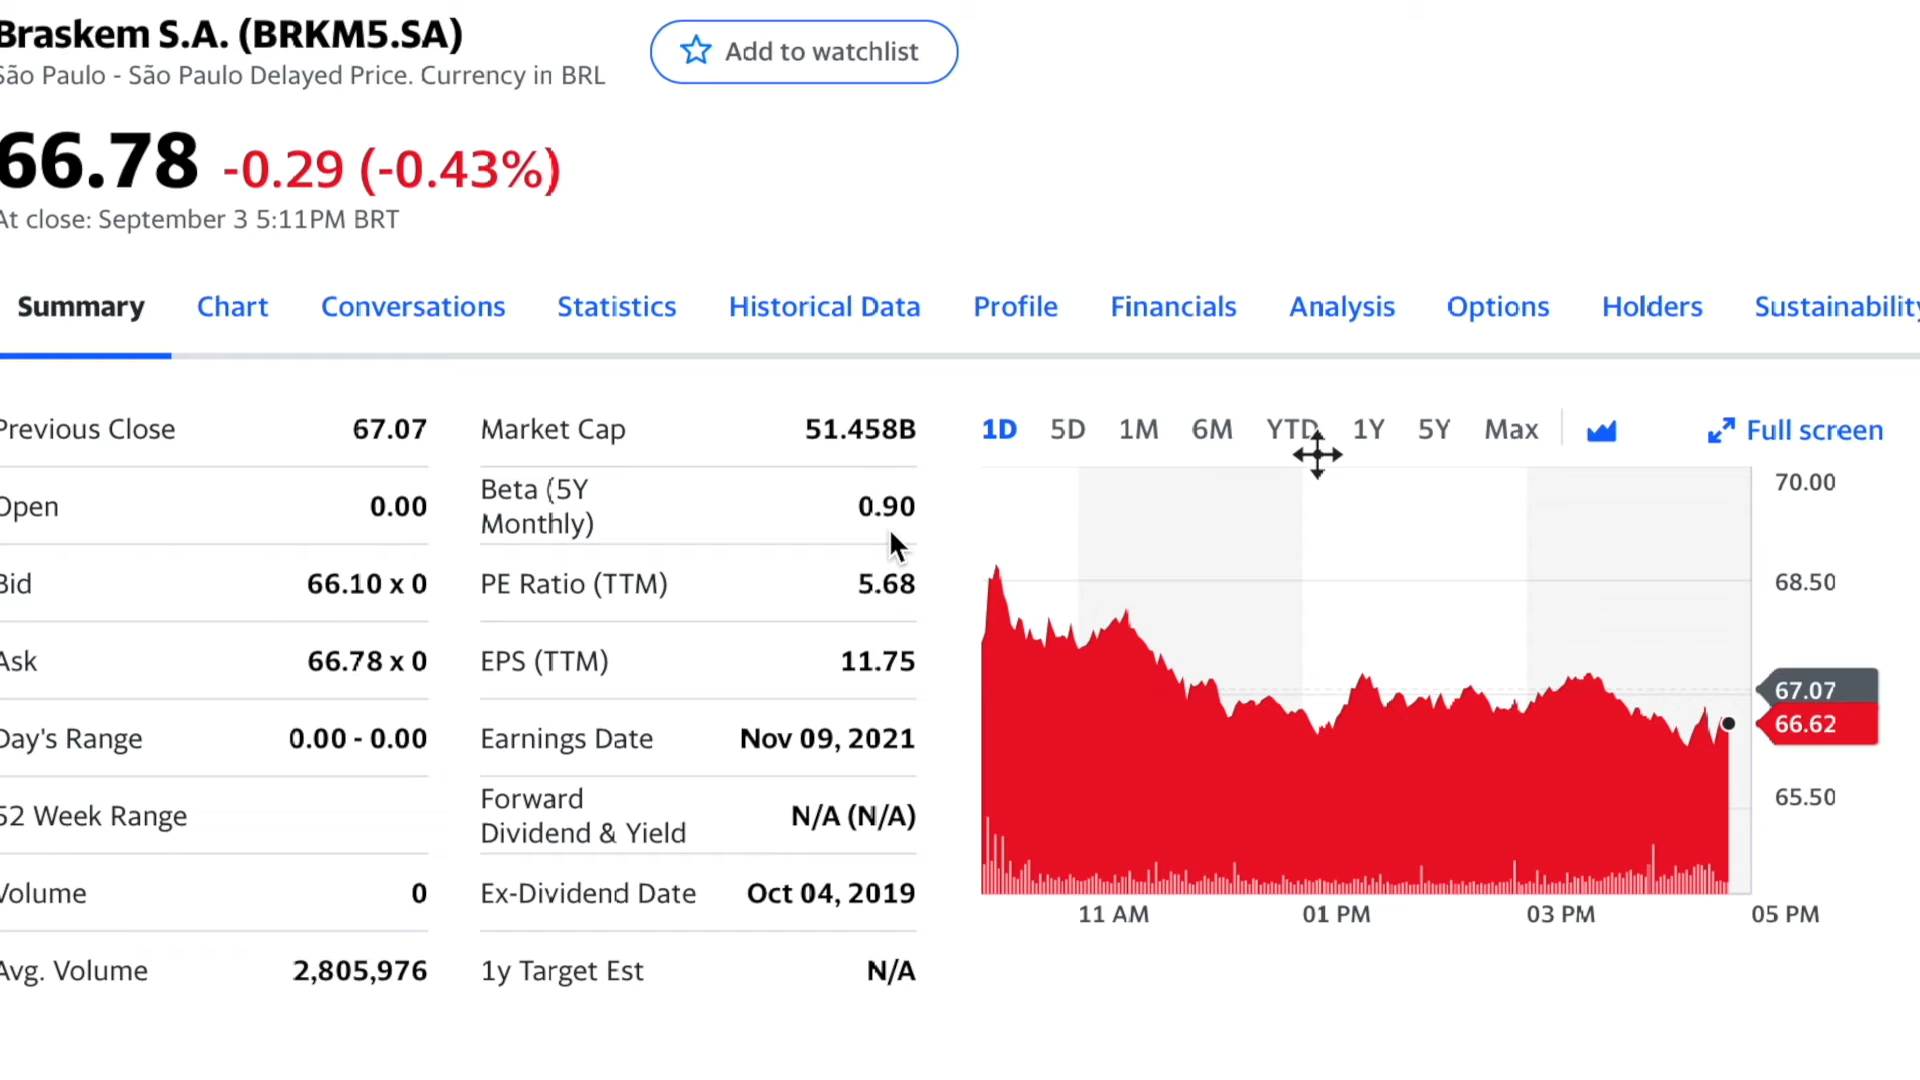 Braskem S.A. (BRKM5.SA)
Add to watchlist
São Paulo - São Paulo Delayed Price. Currency in BRL
66.78 -0.29 (-0.43%)
At close: September 3 5:11PM BRT
Summary Chart Conversations Statistics Historical Data Profile Financials Analysis Options Holders Sustainability
Previous Close 67.07
Open 0.00
Bid 66.10 x 0
Ask 66.78 x 0
Day's Range 0.00 - 0.00
52 Week Range
Volume 0
Avg. Volume 2,805,976
Market Cap 51.458B
Beta (5Y
Monthly) 0.90
PE Ratio (TTM) 5.68
EPS (TTM) 11.75
Earnings Date Nov 09, 2021
Forward
Dividend & Yield N/A (N/A)
Ex-Dividend Date Oct 04, 2019
1y Target Est N/A
1D 5D 1M 6M YTD 1Y 5Y Max Full screen
70.00
68.50
67.07
66.62
65.50
11 AM 01 PM 03 PM 05 PM